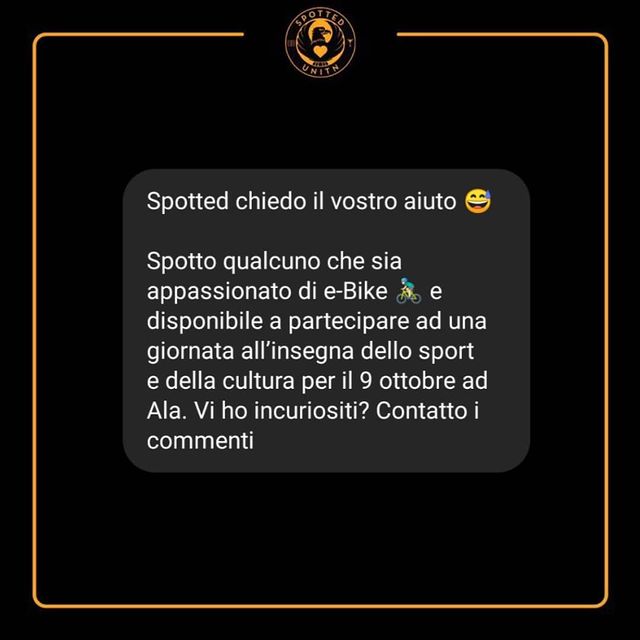 SPOTTED
UNITN
Spotted chiedo il vostro aiuto 😅
Spotto qualcuno che sia
appassionato di e-Bike 🚴🏻 e
disponibile a partecipare ad una
giornata all'insegna dello sport
e della cultura per il 9 ottobre ad
Ala. Vi ho incuriositi? Contatto i
commenti